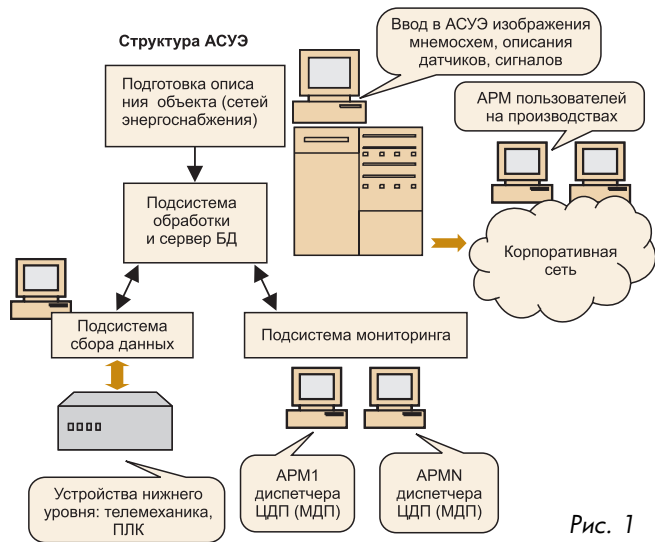 Структура АСУЭ
Ввод в АСУЭ изображения
мнемосхем, описания
датчиков, сигналов
Подготовка описа
ния объекта (сетей
энергоснабжения)
АРМ пользователей
на производствах
Подсистема
обработки
и сервер БД
Корпоративная
сеть
Подсистема
сбора данных
Подсистема мониторинга
АРМ1
диспетчера
ЦДП (МДП)
АРМN
диспетчера
ЦДП (МДП)
Устройства нижнего
уровня: телемеханика,
ПЛК
Рис. 1